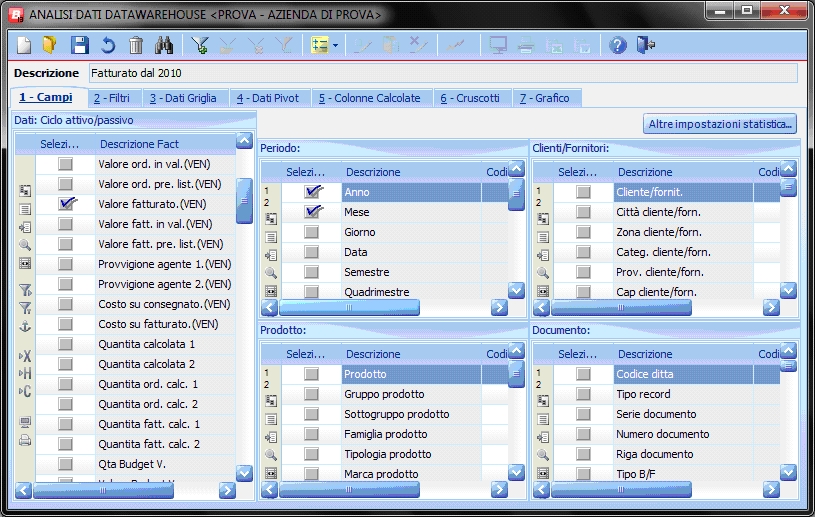 ANALISI DATI DATAWAREHOUSE <PROVA - AZIENDA DI PROVA>
Descrizione Fatturato dal 2010
1 - Campi 2 - Filtri 3 - Dati Griglia 4 - Dati Pivot 5 - Colonne Calcolate 6 - Cruscotti 7 - Grafico
Dati: Ciclo attivo/passivo
Selezi... Descrizione Fact
Valore ord. in val.(VEN)
Valore ord. pre. list.(VEN)
Valore fatturato.(VEN)
Valore fatt. in val.(VEN)
Valore fatt. pre. list.(VEN)
Provvigione agente 1.(VEN)
Provvigione agente 2.(VEN)
Costo su consegnato.(VEN)
Costo su fatturato.(VEN)
Quantita calcolata 1
Quantita calcolata 2
Quantita ord. calc. 1
Quantita ord. calc. 2
Quantita fatt. calc. 1
Quantita fatt. calc. 2
Qta Budget V.
X
H
C
Altre impostazioni statistica...
Periodo:
Selezi... Descrizione Codi
1
2
Anno
Mese
Giorno
Data
Semestre
Quadrimestre
Clienti/Fornitori:
Selezi... Descrizione Codi
1
2
Cliente/fornit.
Città cliente/forn.
Zona cliente/forn.
Categ. cliente/forn.
Prov. cliente/forn.
Cap cliente/forn.
Prodotto:
Selezi... Descrizione Codi
1
2
Prodotto
Gruppo prodotto
Sottogruppo prodotto
Famiglia prodotto
Tipologia prodotto
Marca prodotto
Documento:
Selezi... Descrizione Codi
1
2
Codice ditta
Tipo record
Serie documento
Numero documento
Riga documento
Tipo B/F